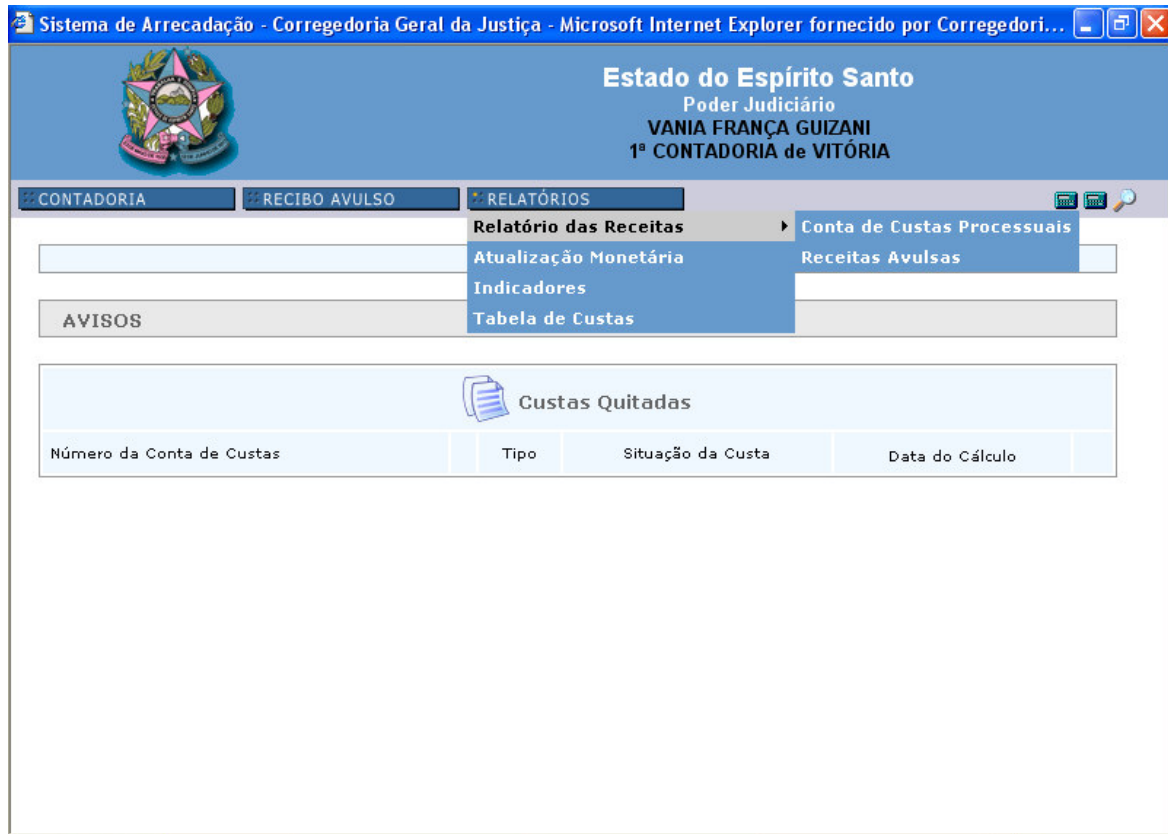 Sistema de Arrecadação - Corregedoria Geral da Justiça - Microsoft Internet Explorer fornecido por Corregedori...
Estado do Espírito Santo
Poder Judiciário
VANIA FRANÇA GUIZANI
1ª CONTADORIA de VITÓRIA
CONTADORIA RECIBO AVULSO RELATÓRIOS
Relatório das Receitas Conta de Custas Processuais
Atualização Monetária Receitas Avulsas
Indicadores
AVISOS Tabela de Custas
Custas Quitadas
Número da Conta de Custas Tipo Situação da Custa Data do Cálculo